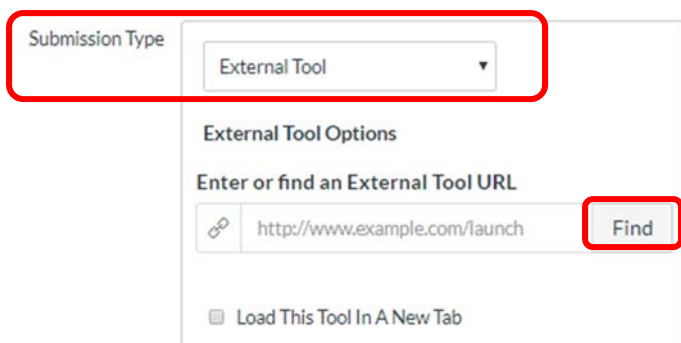 Submission Type
External Tool
External Tool Options
Enter or find an External Tool URL
http://www.example.com/launch Find
Load This Tool In A New Tab